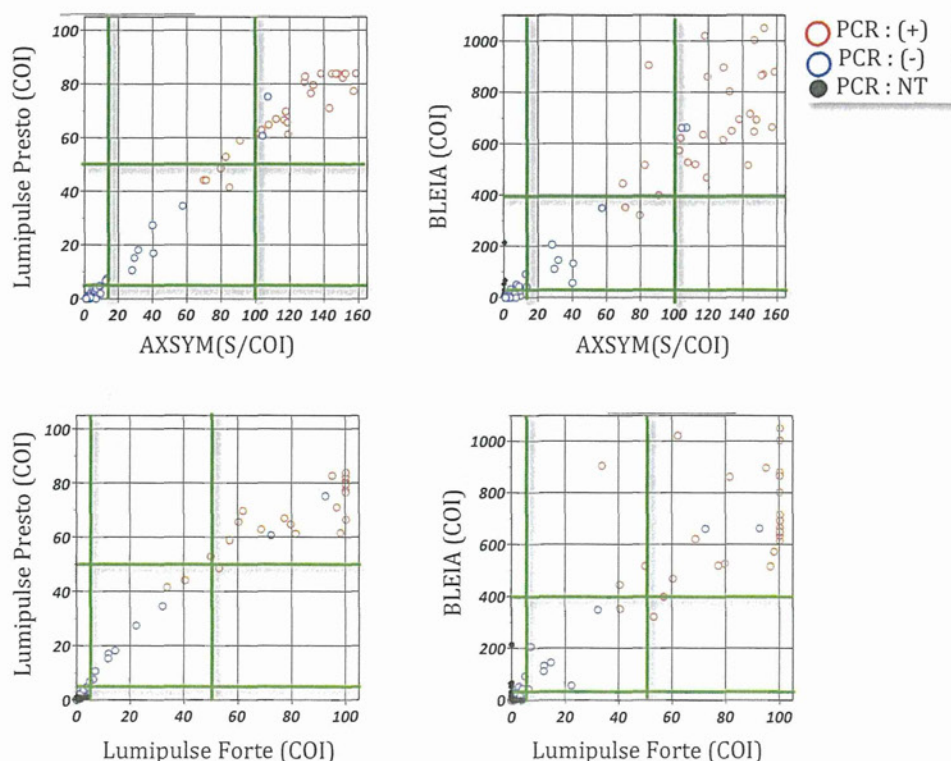 100
80
60
40
20
0
Lumipulse Presto (COI)
0 20 40 60 80 100 120 140 160
AXSYM(S/COI)
1000
800
600
400
200
0
BLEIA (COI)
0 20 40 60 80 100 120 140 160
AXSYM(S/COI)
PCR : (+)
PCR : (-)
PCR : NT
100
80
60
40
20
0
Lumipulse Presto (COI)
0 20 40 60 80 100
Lumipulse Forte (COI)
1000
800
600
400
200
0
BLEIA (COI)
0 20 40 60 80 100
Lumipulse Forte (COI)